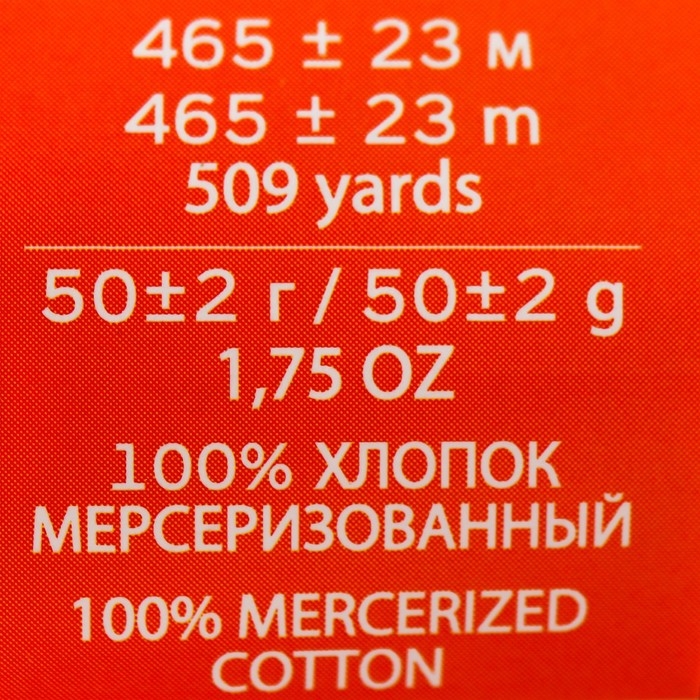 465 ± 23 м
465 ± 23 m
509 yards
50±2 г / 50±2 g
1,75 OZ
100% ХЛОПОК
МЕРСЕРИЗОВАННЫЙ
100% MERCERIZED
COTTON